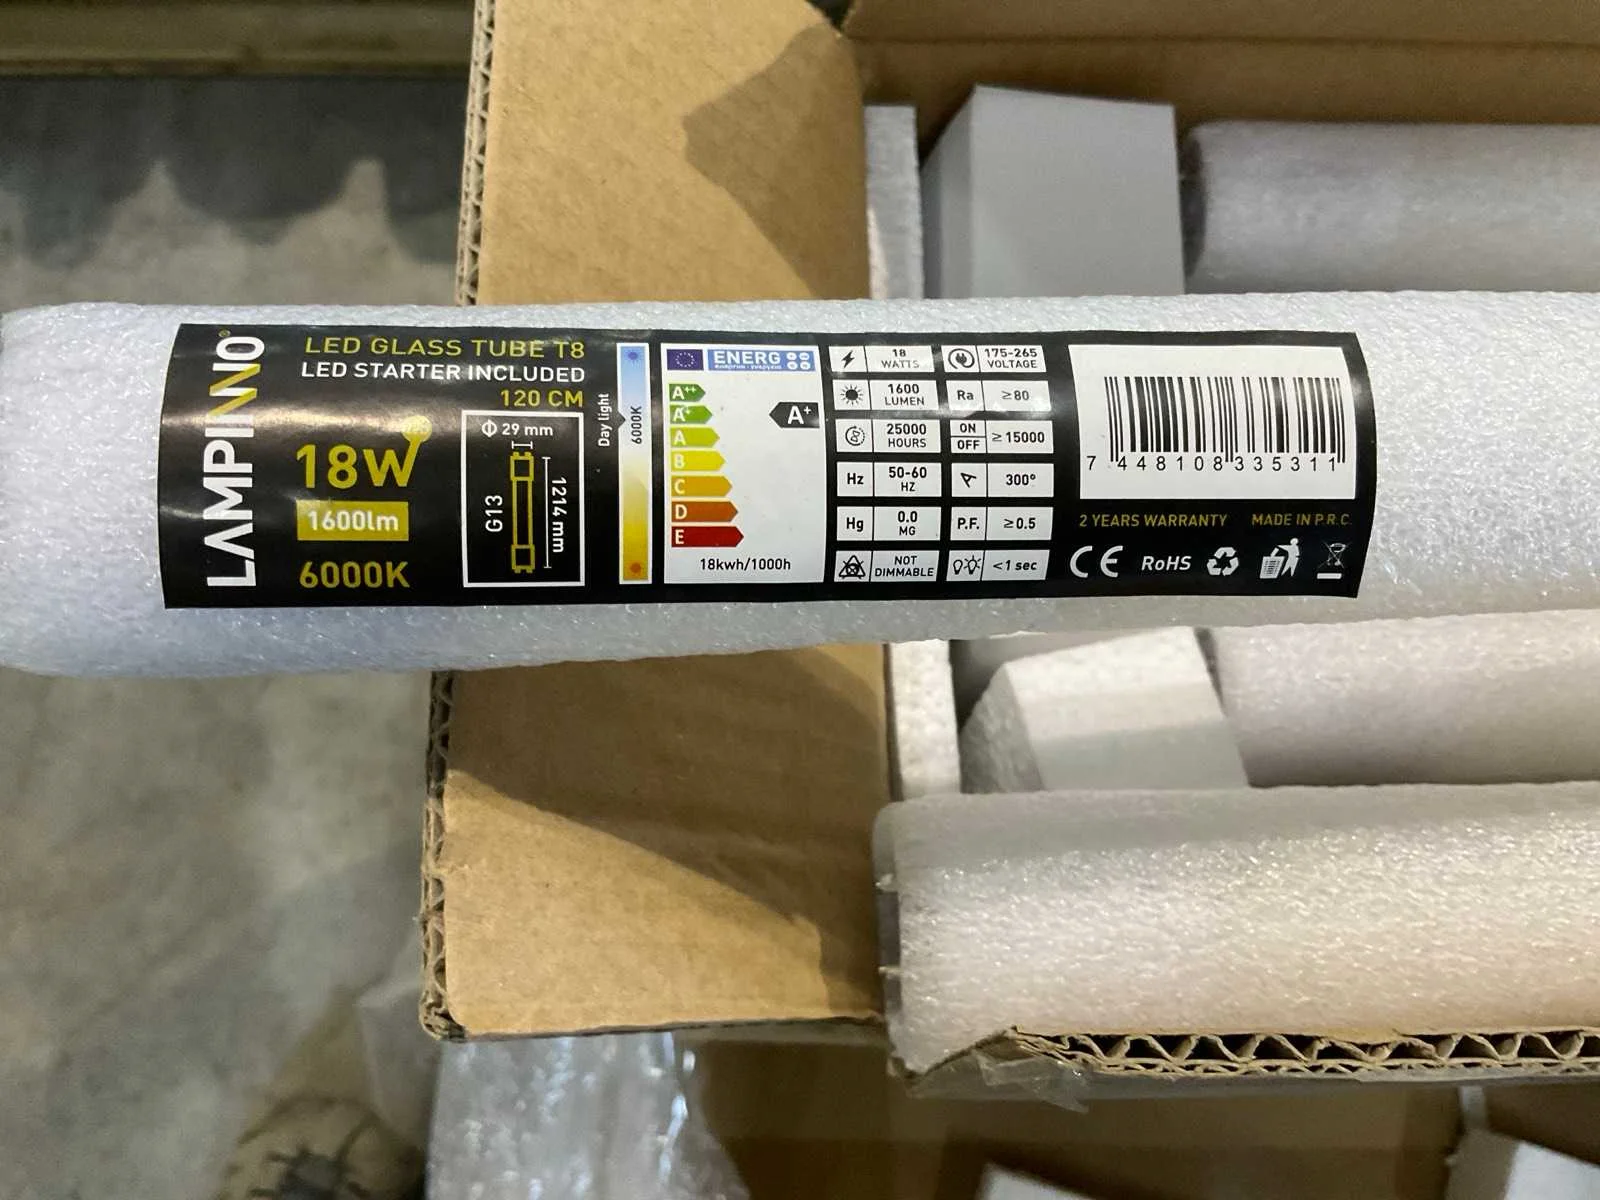 LAMPINNO®
LED GLASS TUBE T8
LED STARTER INCLUDED
120 CM
18W
1600lm
6000K
Φ 29 mm
G13
1214 mm
Day light
6000K
ENERG
A++
A+
A
B
C
D
E
A+
18kwh/1000h
18
WATTS
175-265
VOLTAGE
1600
LUMEN
Ra
≥80
25000
HOURS
ON
OFF
≥15000
Hz
50-60
HZ
300°
Hg
0.0
MG
P.F.
≥0.5
NOT
DIMMABLE
<1 sec
7 448108335311
2 YEARS WARRANTY
MADE IN P.R.C.
CE
RoHS